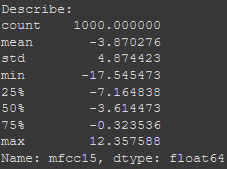 Describe:
count    1000.000000
mean       -3.870276
std         4.874423
min       -17.545473
25%        -7.164838
50%        -3.614473
75%        -0.323536
max        12.357588
Name: mfcc15, dtype: float64